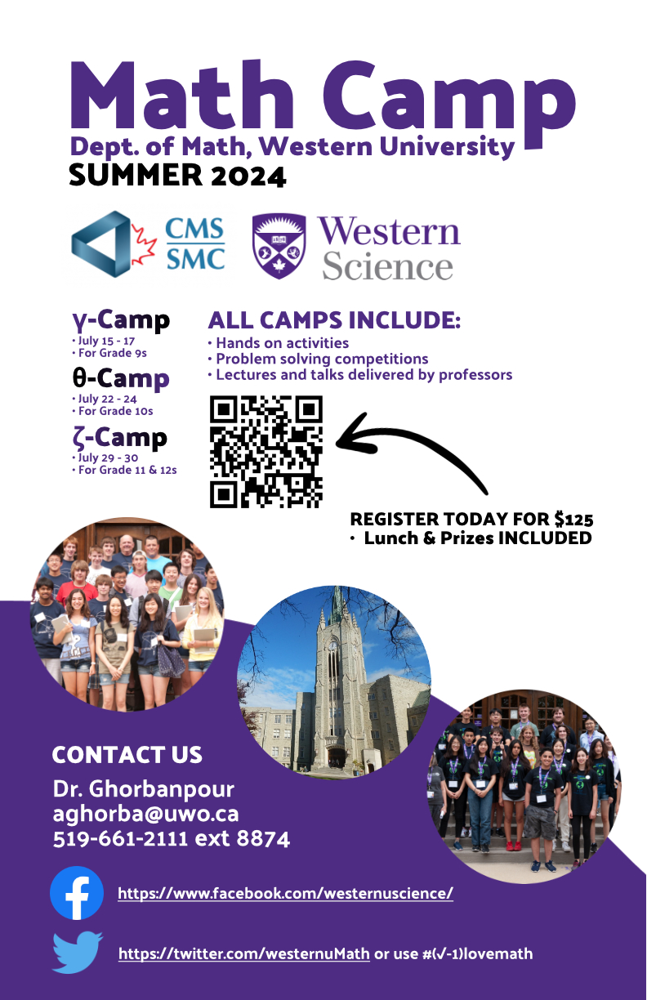 Math Camp
Dept. of Math, Western University
SUMMER 2024
CMS
SMC
Western
Science
γ-Camp
• July 15 - 17
• For Grade 9s
θ-Camp
• July 22 - 24
• For Grade 10s
ζ-Camp
• July 29 - 30
• For Grade 11 & 12s
ALL CAMPS INCLUDE:
• Hands on activities
• Problem solving competitions
• Lectures and talks delivered by professors
REGISTER TODAY FOR $125
• Lunch & Prizes INCLUDED
CONTACT US
Dr. Ghorbanpour
aghorba@uwo.ca
519-661-2111 ext 8874
https://www.facebook.com/westernuscience/
https://twitter.com/westernuMath or use #(√-1)lovemath